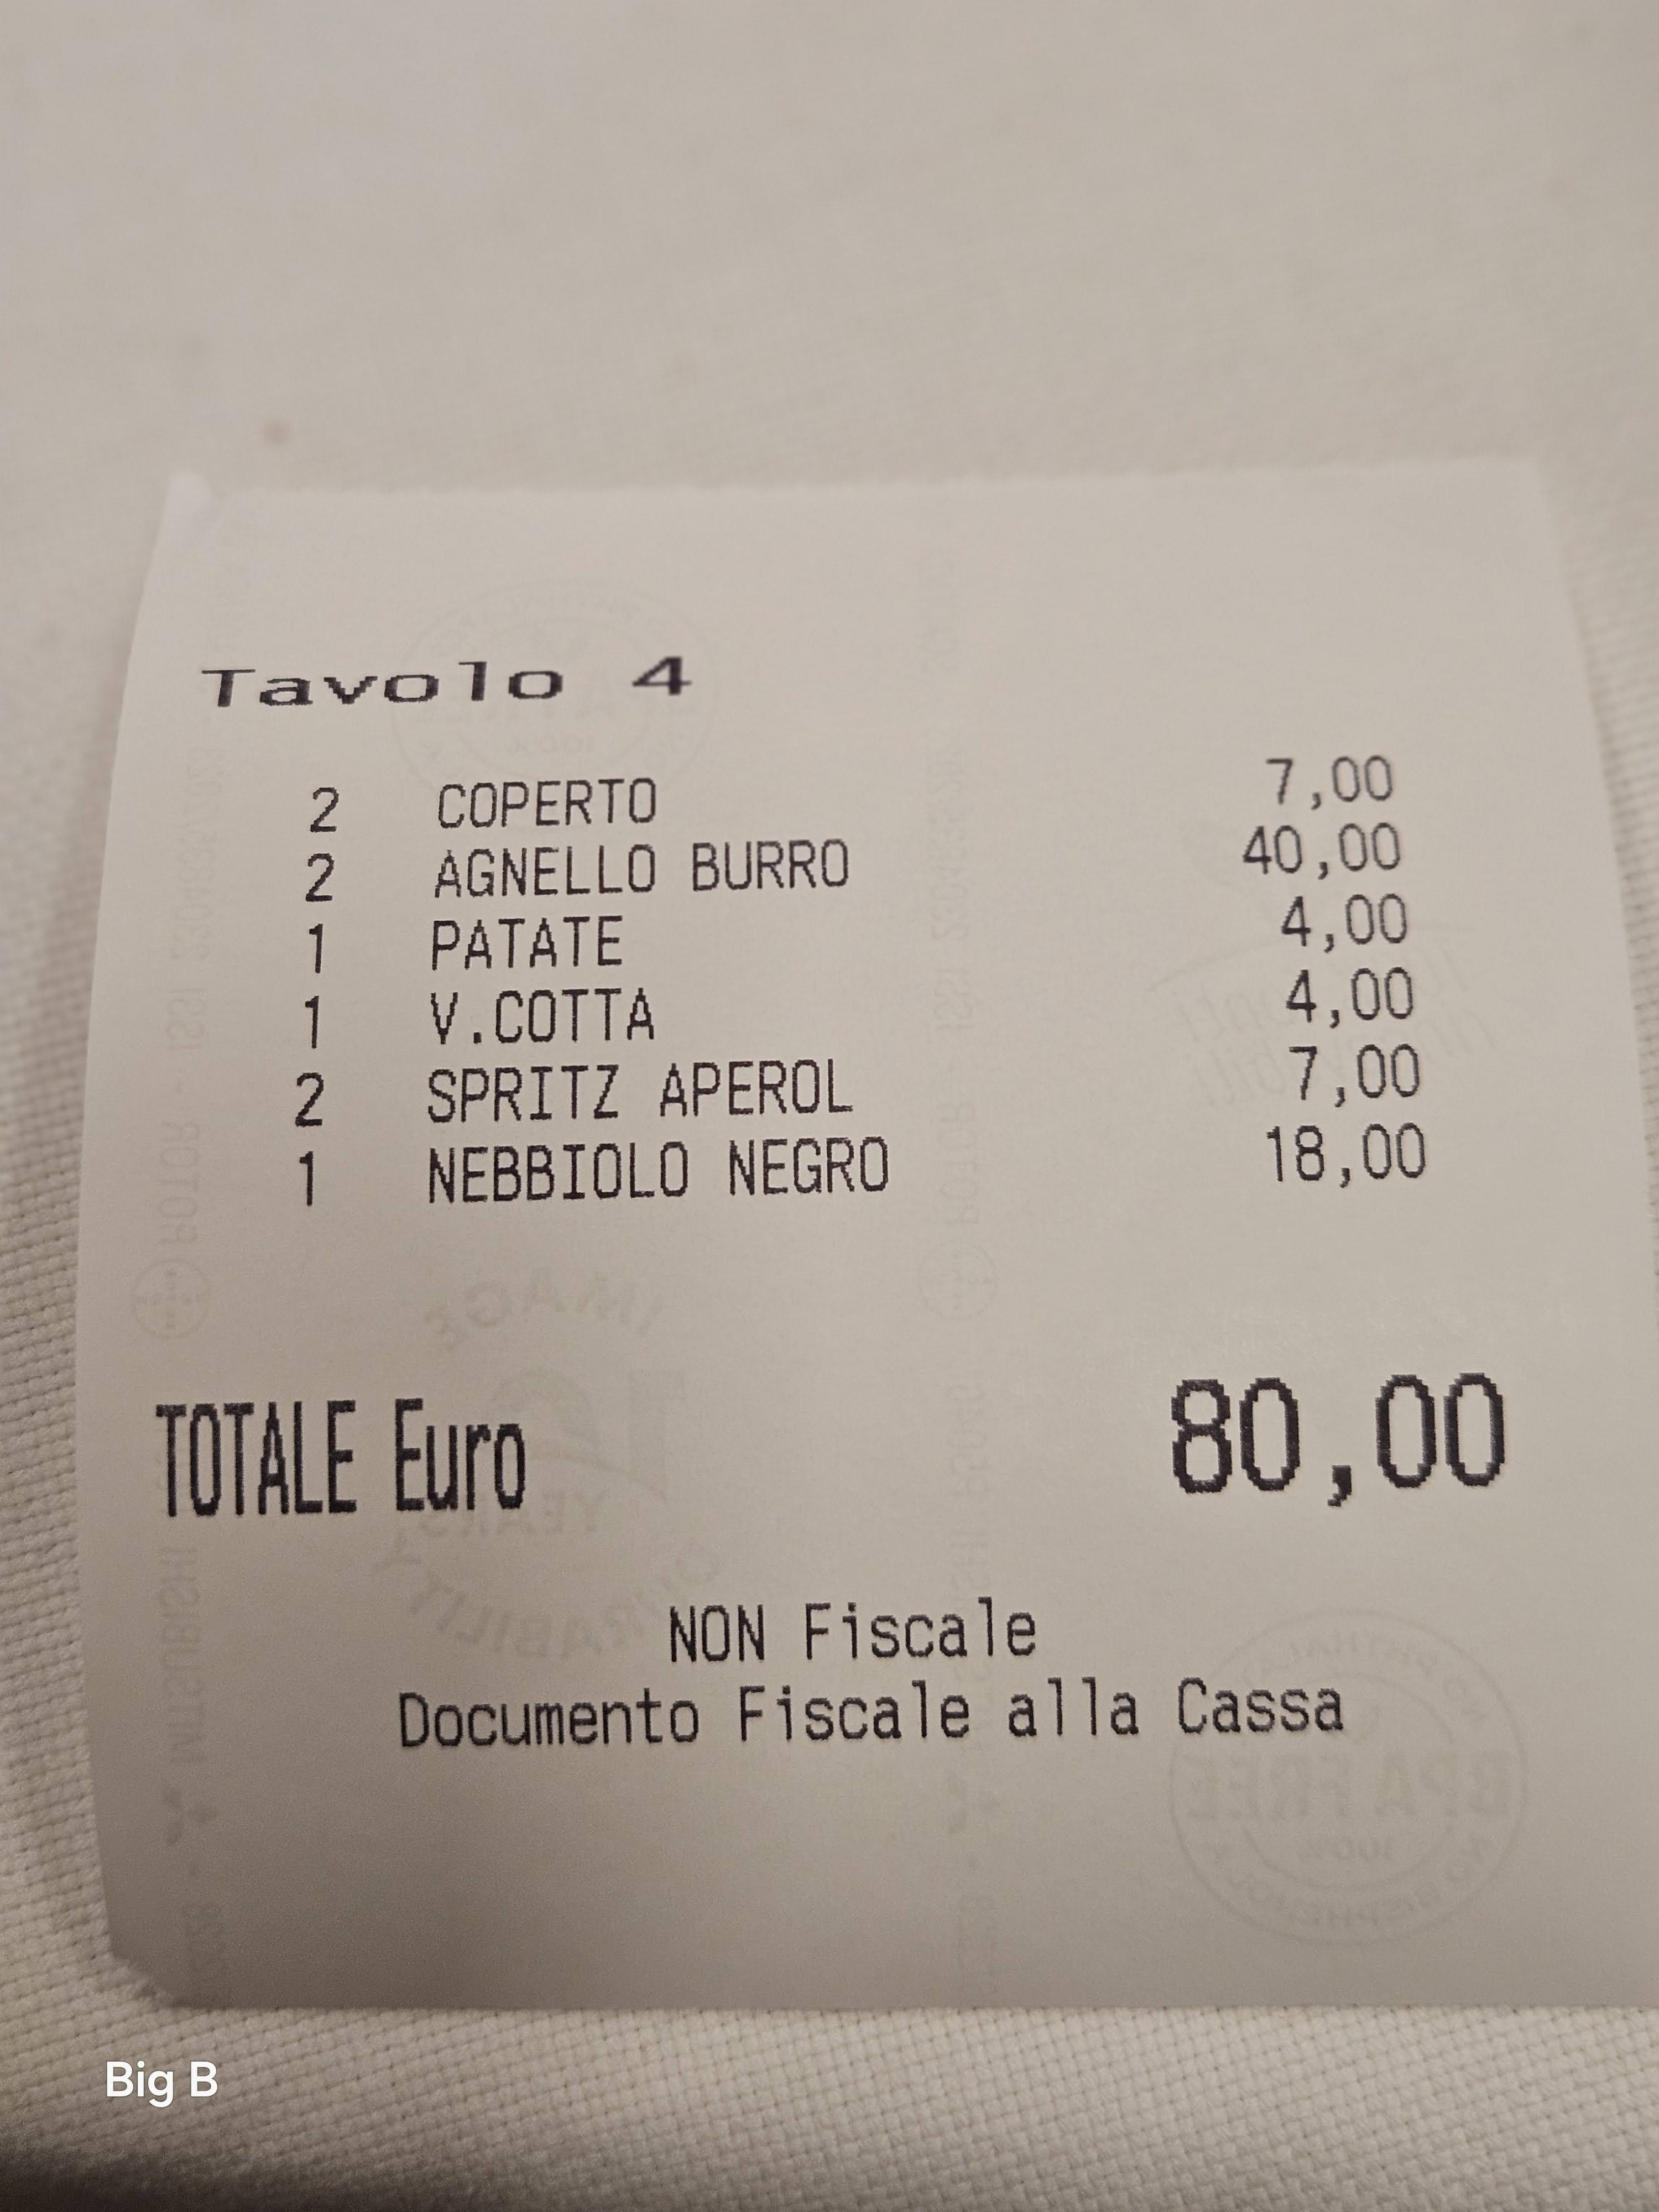 Tavolo 4
2 COPERTO 7,00
2 AGNELLO BURRO 40,00
1 PATATE 4,00
1 V.COTTA 4,00
2 SPRITZ APEROL 7,00
1 NEBBIOLO NEGRO 18,00
TOTALE Euro 80,00
NON Fiscale
Documento Fiscale alla Cassa
Big B